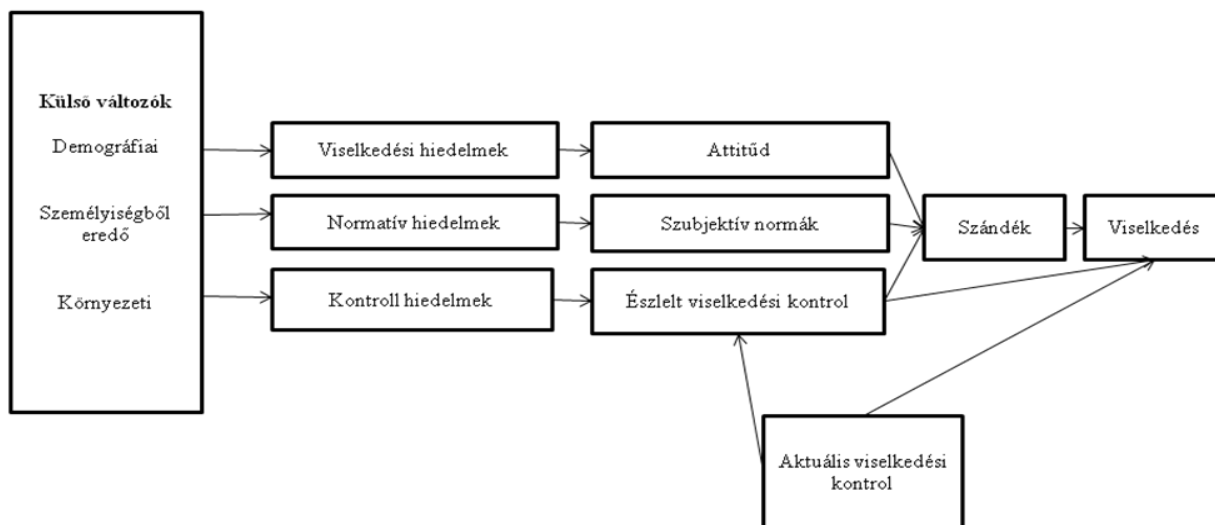 Külső változók
Demográfiai
Személyiségből
eredő
Környezeti
Viselkedési hiedelmek
Attitűd
Normatív hiedelmek
Szubjektív normák
Kontroll hiedelmek
Észlelt viselkedési kontrol
Szándék
Viselkedés
Aktuális viselkedési
kontrol